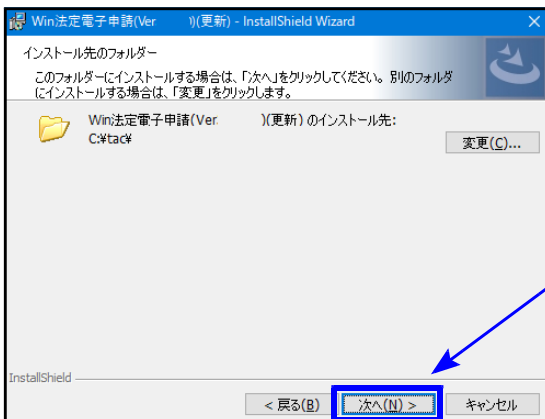 Win法定電子申請(Ver　　)(更新) - InstallShield Wizard
インストール先のフォルダー
このフォルダーにインストールする場合は、「次へ」をクリックしてください。別のフォルダ
にインストールする場合は、「変更」をクリックします。
Win法定電子申請(Ver.　　)(更新) のインストール先:
C:¥tac¥
変更(C)...
InstallShield
< 戻る(B)
次へ(N) >
キャンセル